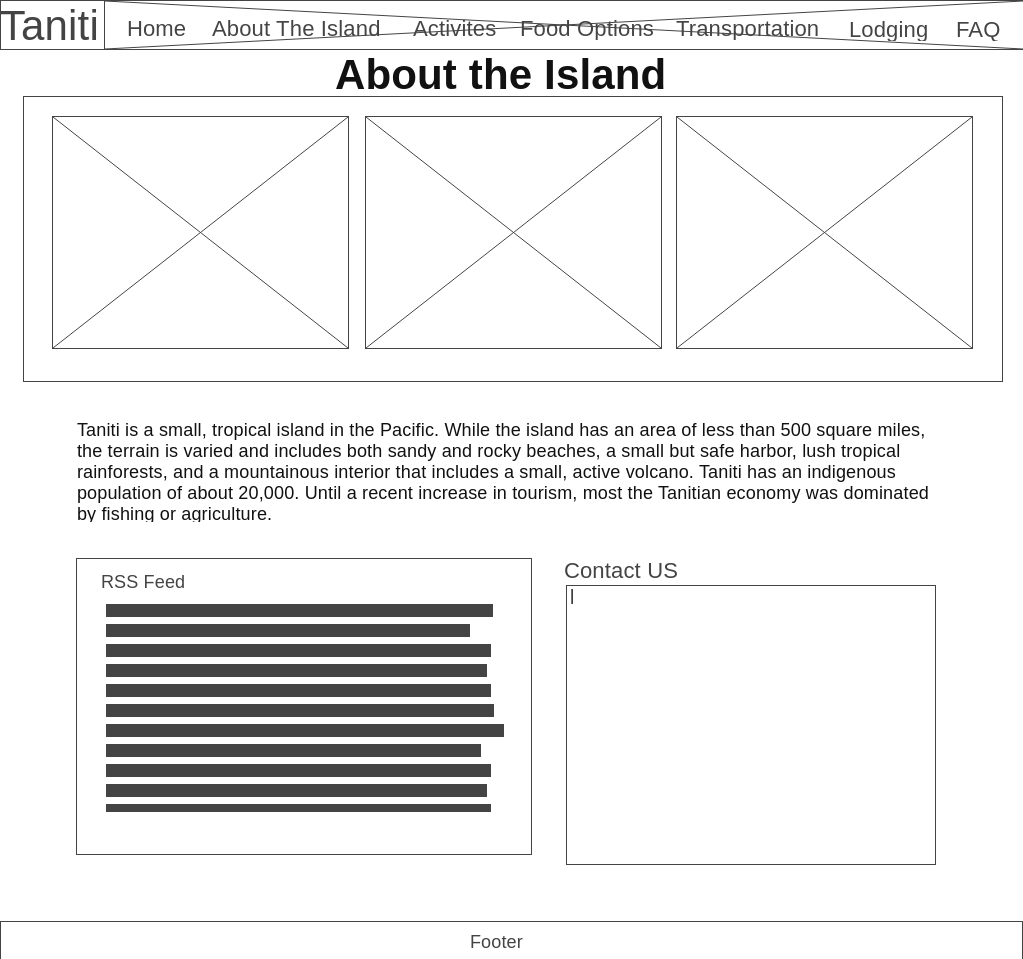 Taniti Home About The Island Activites Food Options Transportation Lodging FAQ
About the Island
Taniti is a small, tropical island in the Pacific. While the island has an area of less than 500 square miles,
the terrain is varied and includes both sandy and rocky beaches, a small but safe harbor, lush tropical
rainforests, and a mountainous interior that includes a small, active volcano. Taniti has an indigenous
population of about 20,000. Until a recent increase in tourism, most the Tanitian economy was dominated
by fishing or agriculture.
RSS Feed
Contact US
Footer